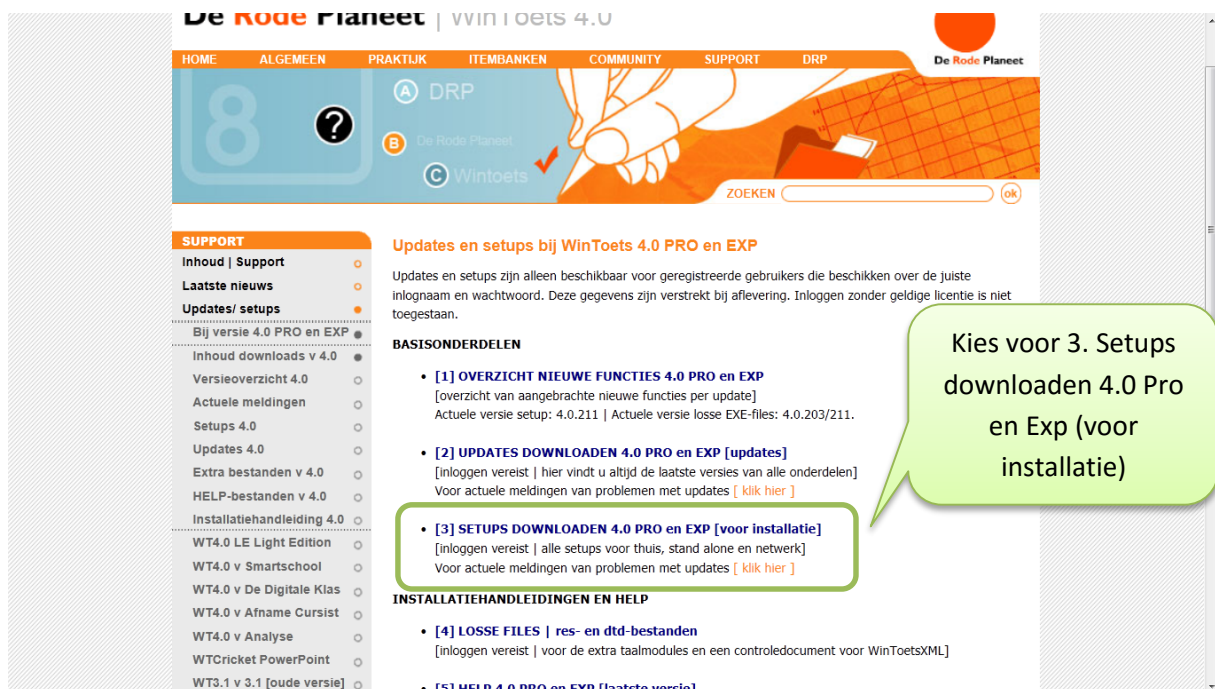 De Rode Planeet | WinToets 4.0
HOME ALGEMEEN PRAKTIJK ITEMBANKEN COMMUNITY SUPPORT DRP
De Rode Planeet
8
?
A DRP
B De Rode Planeet
C Wintoets
ZOEKEN ok
SUPPORT
Inhoud | Support
Laatste nieuws
Updates/ setups
Bij versie 4.0 PRO en EXP
Inhoud downloads v 4.0
Versieoverzicht 4.0
Actuele meldingen
Setups 4.0
Updates 4.0
Extra bestanden v 4.0
HELP-bestanden v 4.0
Installatiehandleiding 4.0
WT4.0 LE Light Edition
WT4.0 v Smartschool
WT4.0 v De Digitale Klas
WT4.0 v Afname Cursist
WT4.0 v Analyse
WTCricket PowerPoint
WT3.1 v 3.1 [oude versie]
Updates en setups bij WinToets 4.0 PRO en EXP
Updates en setups zijn alleen beschikbaar voor geregistreerde gebruikers die beschikken over de juiste
inlognaam en wachtwoord. Deze gegevens zijn verstrekt bij aflevering. Inloggen zonder geldige licentie is niet
toegestaan.
BASISONDERDELEN
• [1] OVERZICHT NIEUWE FUNCTIES 4.0 PRO en EXP
[overzicht van aangebrachte nieuwe functies per update]
Actuele versie setup: 4.0.211 | Actuele versie losse EXE-files: 4.0.203/211.
• [2] UPDATES DOWNLOADEN 4.0 PRO en EXP [updates]
[inloggen vereist | hier vindt u altijd de laatste versies van alle onderdelen]
Voor actuele meldingen van problemen met updates [ klik hier ]
• [3] SETUPS DOWNLOADEN 4.0 PRO en EXP [voor installatie]
[inloggen vereist | alle setups voor thuis, stand alone en netwerk]
Voor actuele meldingen van problemen met updates [ klik hier ]
INSTALLATIEHANDLEIDINGEN EN HELP
• [4] LOSSE FILES | res- en dtd-bestanden
[inloggen vereist | voor de extra taalmodules en een controledocument voor WinToetsXML]
• [5] HELP 4.0 PRO en EXP [laatste versie]
Kies voor 3. Setups
downloaden 4.0 Pro
en Exp (voor
installatie)